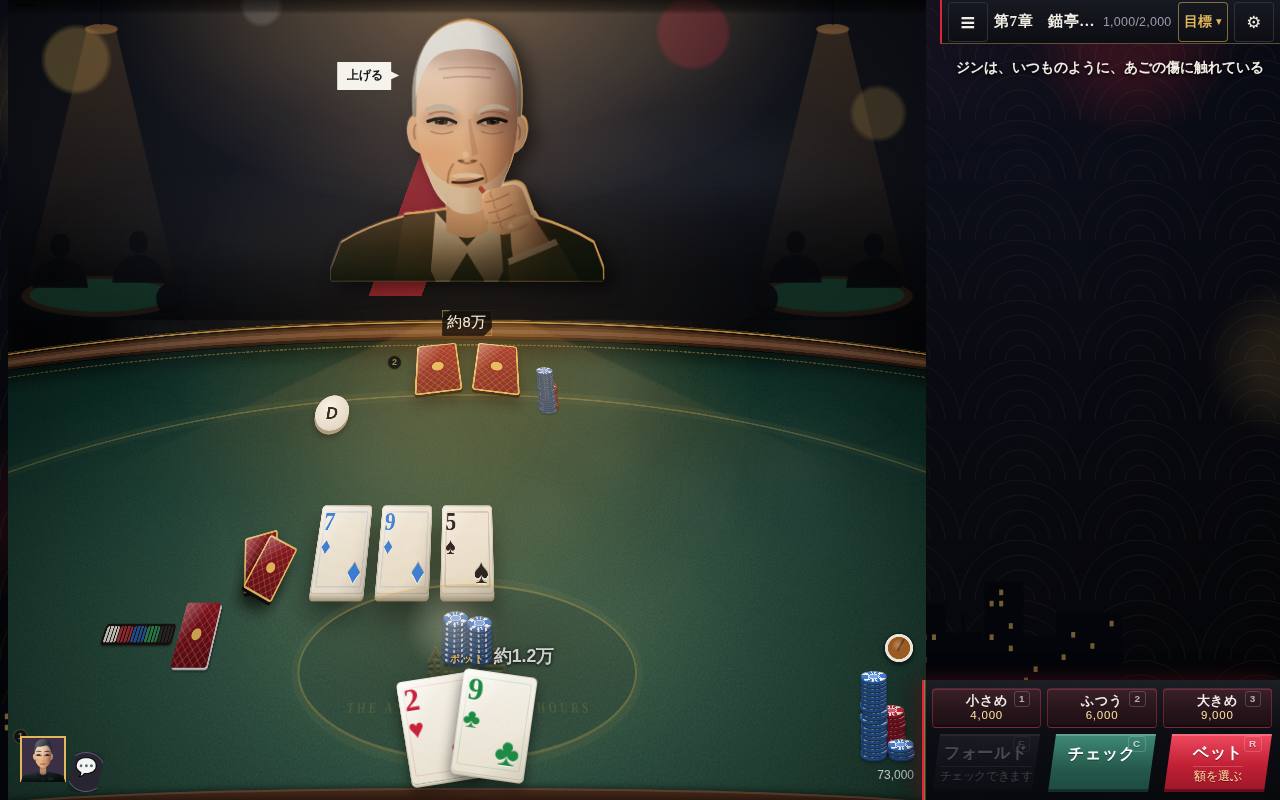 上げる
約8万
2
D
7
9
5
約1.2万
2
9
73,000
第7章　錨亭… 1,000/2,000 目標 ▾
ジンは、いつものように、あごの傷に触れている
小さめ 1
4,000
ふつう 2
6,000
大きめ 3
9,000
フォールド F
チェックできます
チェック C
ベット R
額を選ぶ